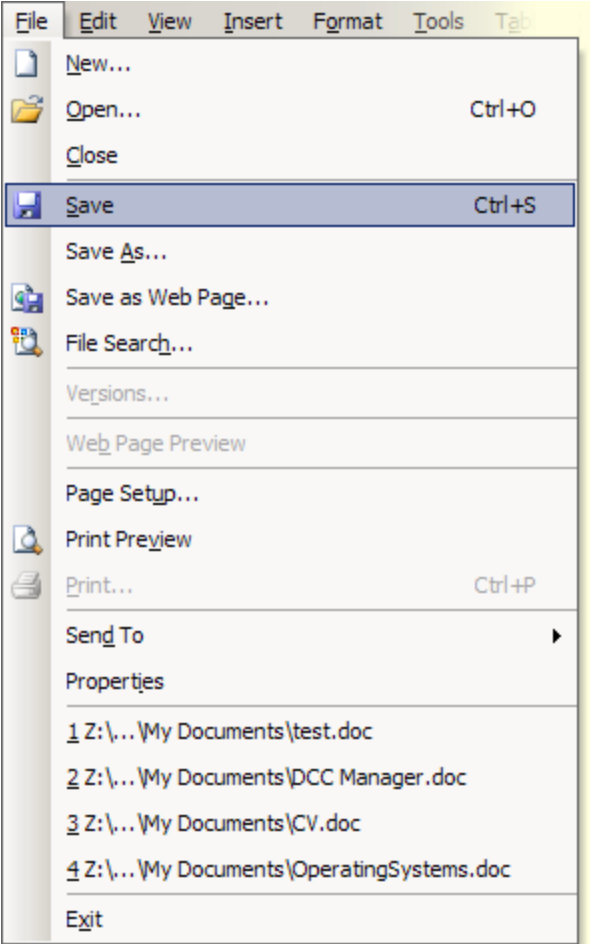 File Edit View Insert Format Tools Tab
New...
Open... Ctrl+O
Close
Save Ctrl+S
Save As...
Save as Web Page...
File Search...
Versions...
Web Page Preview
Page Setup...
Print Preview
Print... Ctrl+P
Send To
Properties
1 Z:\...\My Documents\test.doc
2 Z:\...\My Documents\DCC Manager.doc
3 Z:\...\My Documents\CV.doc
4 Z:\...\My Documents\OperatingSystems.doc
Exit